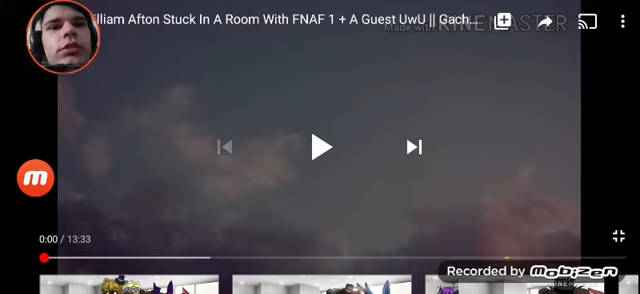 illiam Afton Stuck In A Room With FNAF 1 + A Guest UwU || Gach...
Made with KINEMASTER
m
0:00 / 13:33
Recorded by mobizen